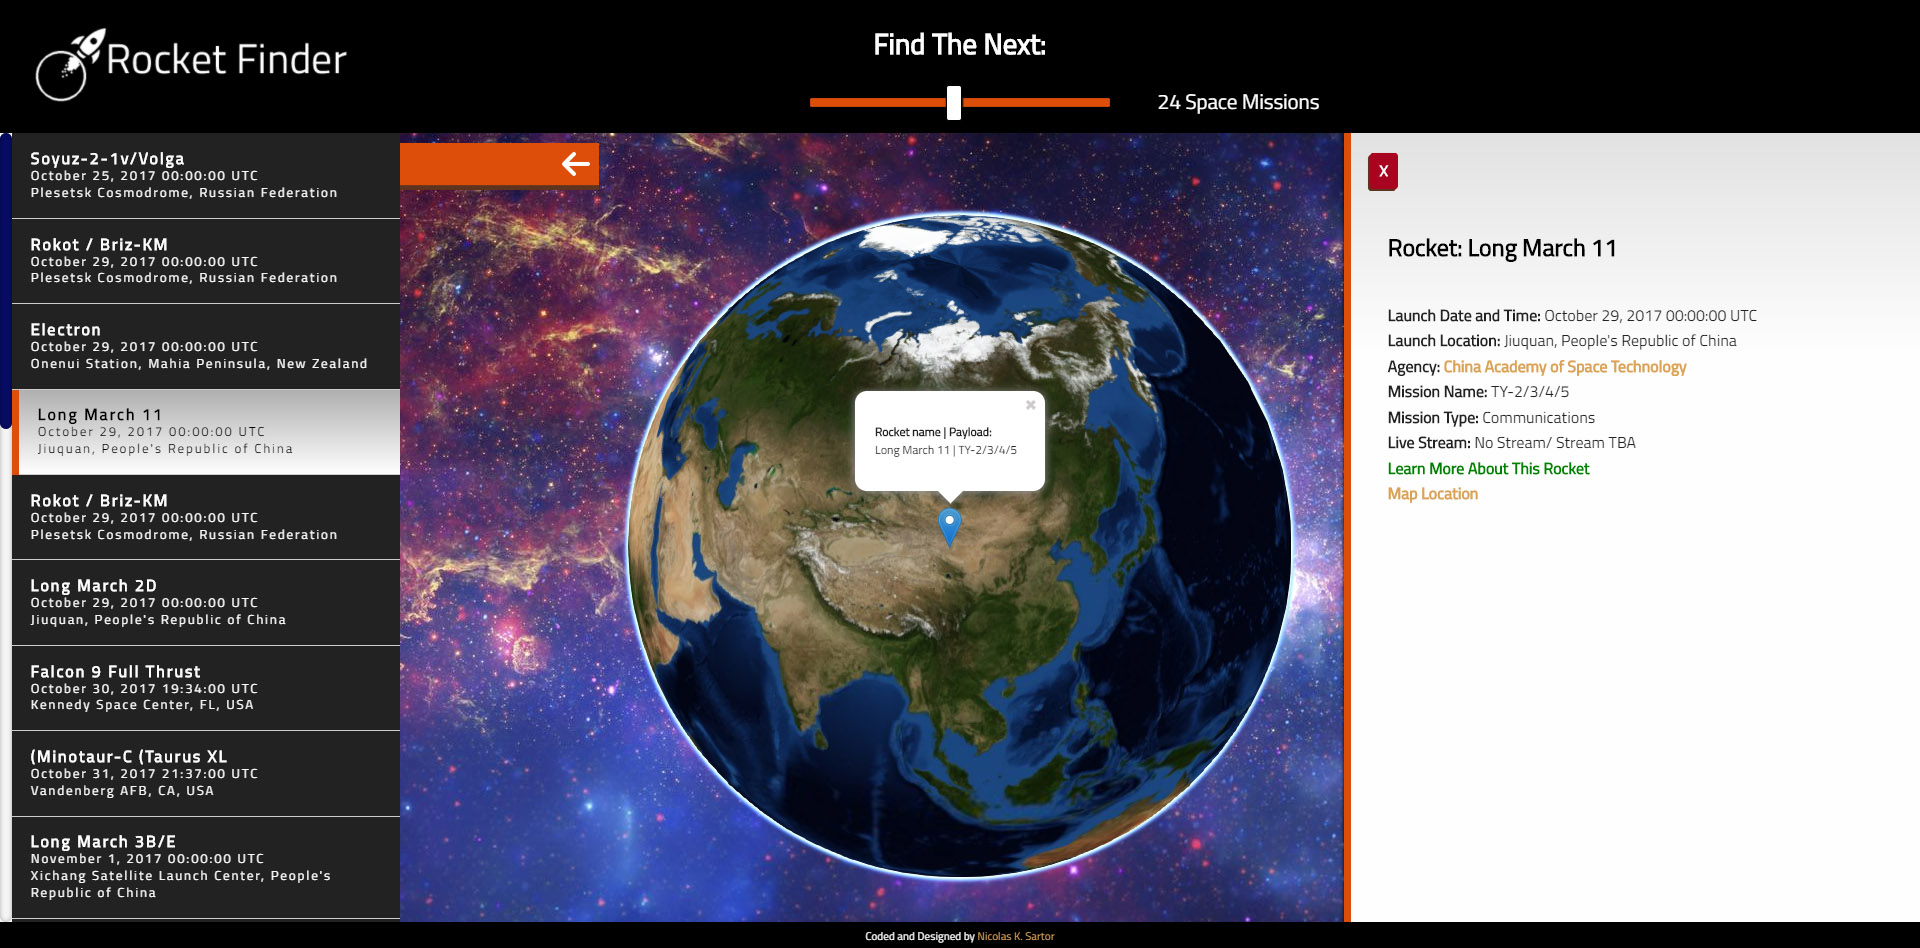 Rocket Finder
Find The Next:
24 Space Missions
Soyuz-2-1v/Volga
October 25, 2017 00:00:00 UTC
Plesetsk Cosmodrome, Russian Federation
Rokot / Briz-KM
October 29, 2017 00:00:00 UTC
Plesetsk Cosmodrome, Russian Federation
Electron
October 29, 2017 00:00:00 UTC
Onenui Station, Mahia Peninsula, New Zealand
Long March 11
October 29, 2017 00:00:00 UTC
Jiuquan, People's Republic of China
Rokot / Briz-KM
October 29, 2017 00:00:00 UTC
Plesetsk Cosmodrome, Russian Federation
Long March 2D
October 29, 2017 00:00:00 UTC
Jiuquan, People's Republic of China
Falcon 9 Full Thrust
October 30, 2017 19:34:00 UTC
Kennedy Space Center, FL, USA
(Minotaur-C (Taurus XL
October 31, 2017 21:37:00 UTC
Vandenberg AFB, CA, USA
Long March 3B/E
November 1, 2017 00:00:00 UTC
Xichang Satellite Launch Center, People's
Republic of China
Rocket name | Payload:
Long March 11 | TY-2/3/4/5
X
Rocket: Long March 11
Launch Date and Time: October 29, 2017 00:00:00 UTC
Launch Location: Jiuquan, People's Republic of China
Agency: China Academy of Space Technology
Mission Name: TY-2/3/4/5
Mission Type: Communications
Live Stream: No Stream/ Stream TBA
Learn More About This Rocket
Map Location
Coded and Designed by Nicolas K. Sartor